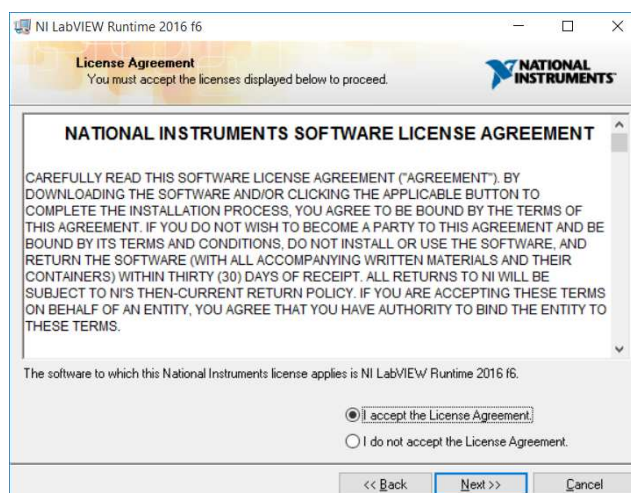 NI LabVIEW Runtime 2016 f6
License Agreement
You must accept the licenses displayed below to proceed.
NATIONAL
INSTRUMENTS
NATIONAL INSTRUMENTS SOFTWARE LICENSE AGREEMENT
CAREFULLY READ THIS SOFTWARE LICENSE AGREEMENT ("AGREEMENT"). BY
DOWNLOADING THE SOFTWARE AND/OR CLICKING THE APPLICABLE BUTTON TO
COMPLETE THE INSTALLATION PROCESS, YOU AGREE TO BE BOUND BY THE TERMS OF
THIS AGREEMENT. IF YOU DO NOT WISH TO BECOME A PARTY TO THIS AGREEMENT AND BE
BOUND BY ITS TERMS AND CONDITIONS, DO NOT INSTALL OR USE THE SOFTWARE, AND
RETURN THE SOFTWARE (WITH ALL ACCOMPANYING WRITTEN MATERIALS AND THEIR
CONTAINERS) WITHIN THIRTY (30) DAYS OF RECEIPT. ALL RETURNS TO NI WILL BE
SUBJECT TO NI'S THEN-CURRENT RETURN POLICY. IF YOU ARE ACCEPTING THESE TERMS
ON BEHALF OF AN ENTITY, YOU AGREE THAT YOU HAVE AUTHORITY TO BIND THE ENTITY TO
THESE TERMS.
The software to which this National Instruments license applies is NI LabVIEW Runtime 2016 f6.
I accept the License Agreement.
I do not accept the License Agreement.
<< Back Next >> Cancel